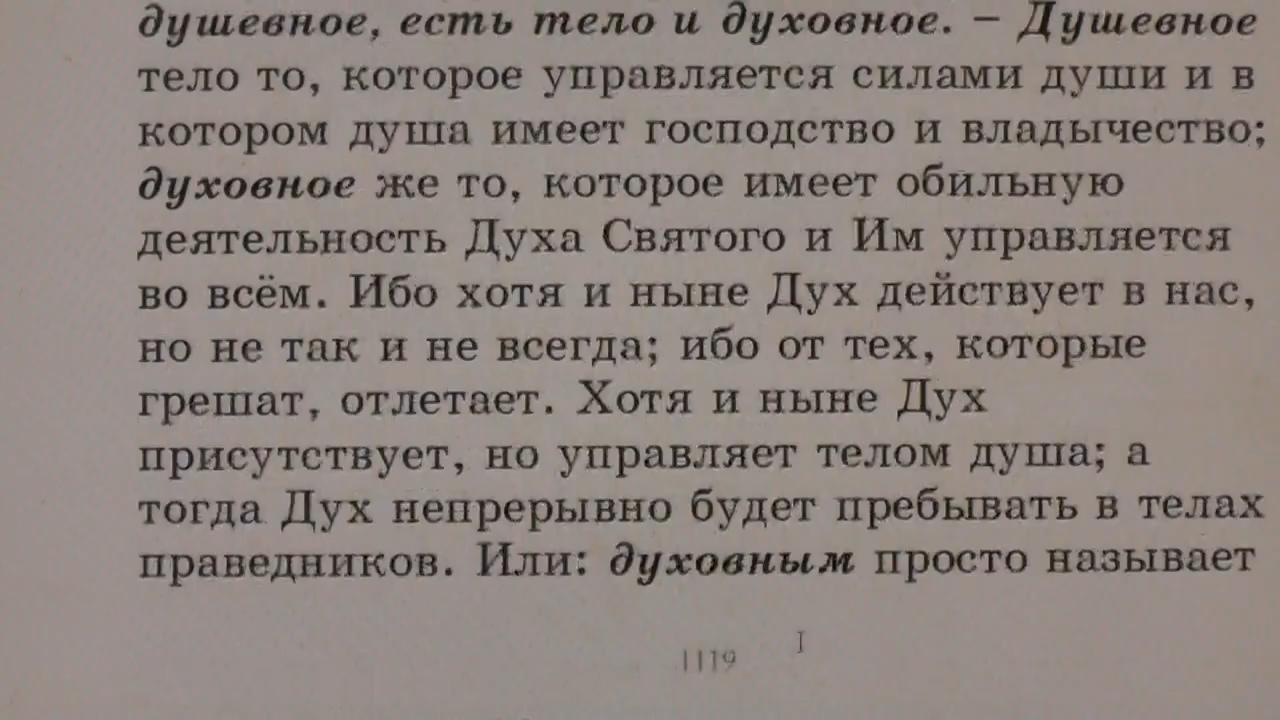 душевное, есть тело и духовное. – Душевное
тело то, которое управляется силами души и в
котором душа имеет господство и владычество;
духовное же то, которое имеет обильную
деятельность Духа Святого и Им управляется
во всём. Ибо хотя и ныне Дух действует в нас,
но не так и не всегда; ибо от тех, которые
грешат, отлетает. Хотя и ныне Дух
присутствует, но управляет телом душа; а
тогда Дух непрерывно будет пребывать в телах
праведников. Или: духовным просто называет
1119